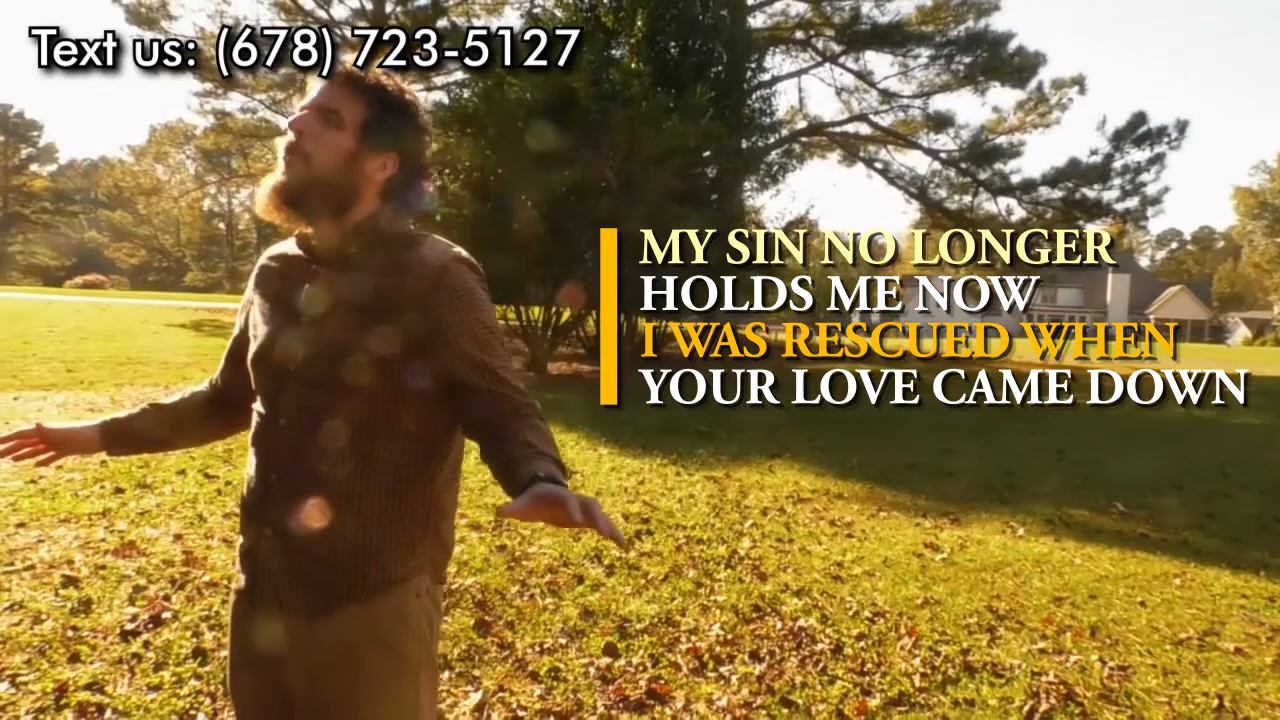 Text us: (678) 723-5127
MY SIN NO LONGER
HOLDS ME NOW
I WAS RESCUED WHEN
YOUR LOVE CAME DOWN